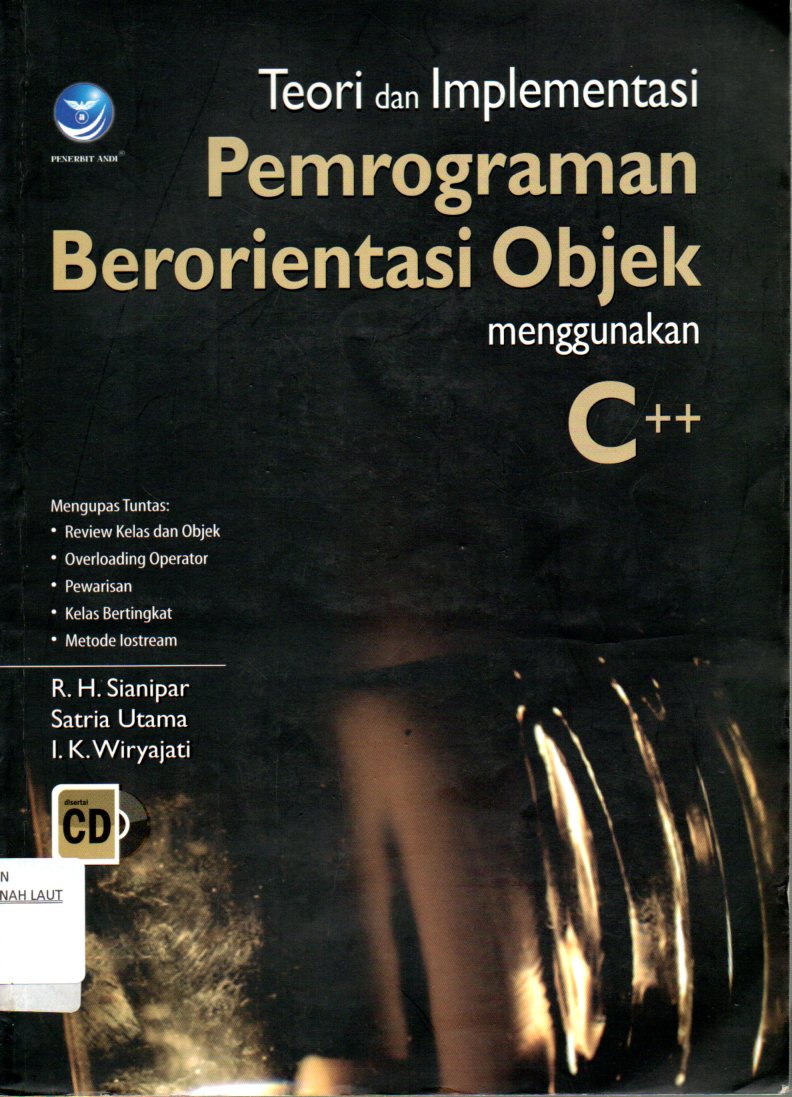 Teori dan Implementasi
Pemrograman
Berorientasi Objek
menggunakan
C++
PENERBIT ANDI®
Mengupas Tuntas:
• Review Kelas dan Objek
• Overloading Operator
• Pewarisan
• Kelas Bertingkat
• Metode Iostream
R. H. Sianipar
Satria Utama
I. K. Wiryajati
disertai
CD
N
NAH LAUT